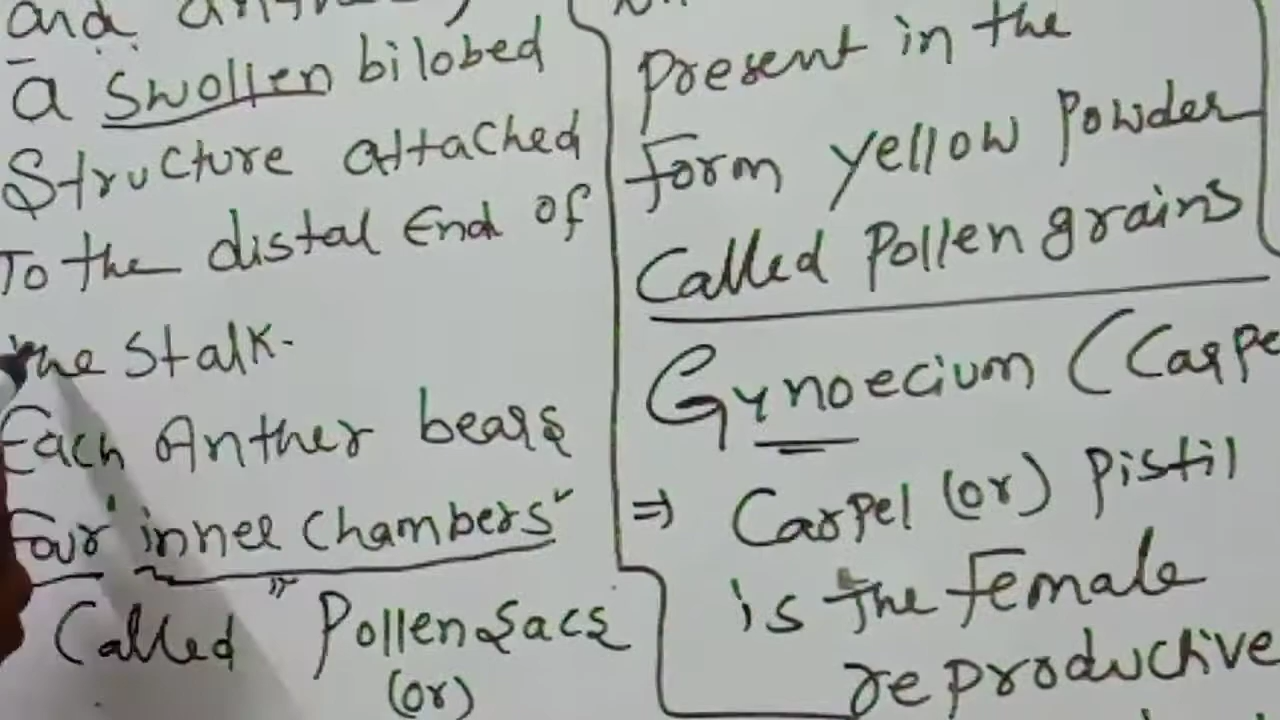 and
a Swollen bilobed
Structure attached
To the distal End of
the Stalk.
Each Anther bears
Four "inner Chambers"
Called "Pollen Sacs
(or)
Present in the
form yellow Powder
Called Pollen grains
Gynoecium (Carpe
⇒ Carpel (or) Pistil
is the Female
reproductive